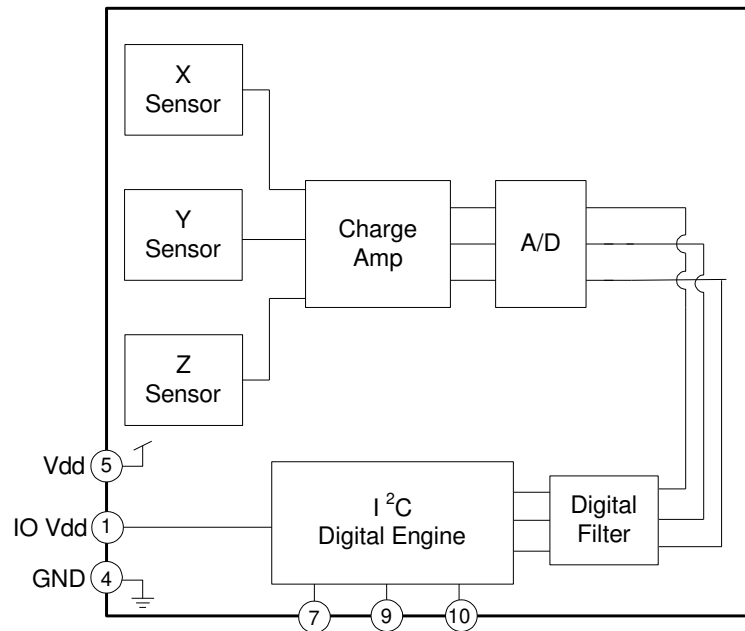 X
Sensor
Y
Sensor
Z
Sensor
Charge
Amp
A/D
Vdd 5
IO Vdd 1
GND 4
I ²C
Digital Engine
Digital
Filter
7 9 10